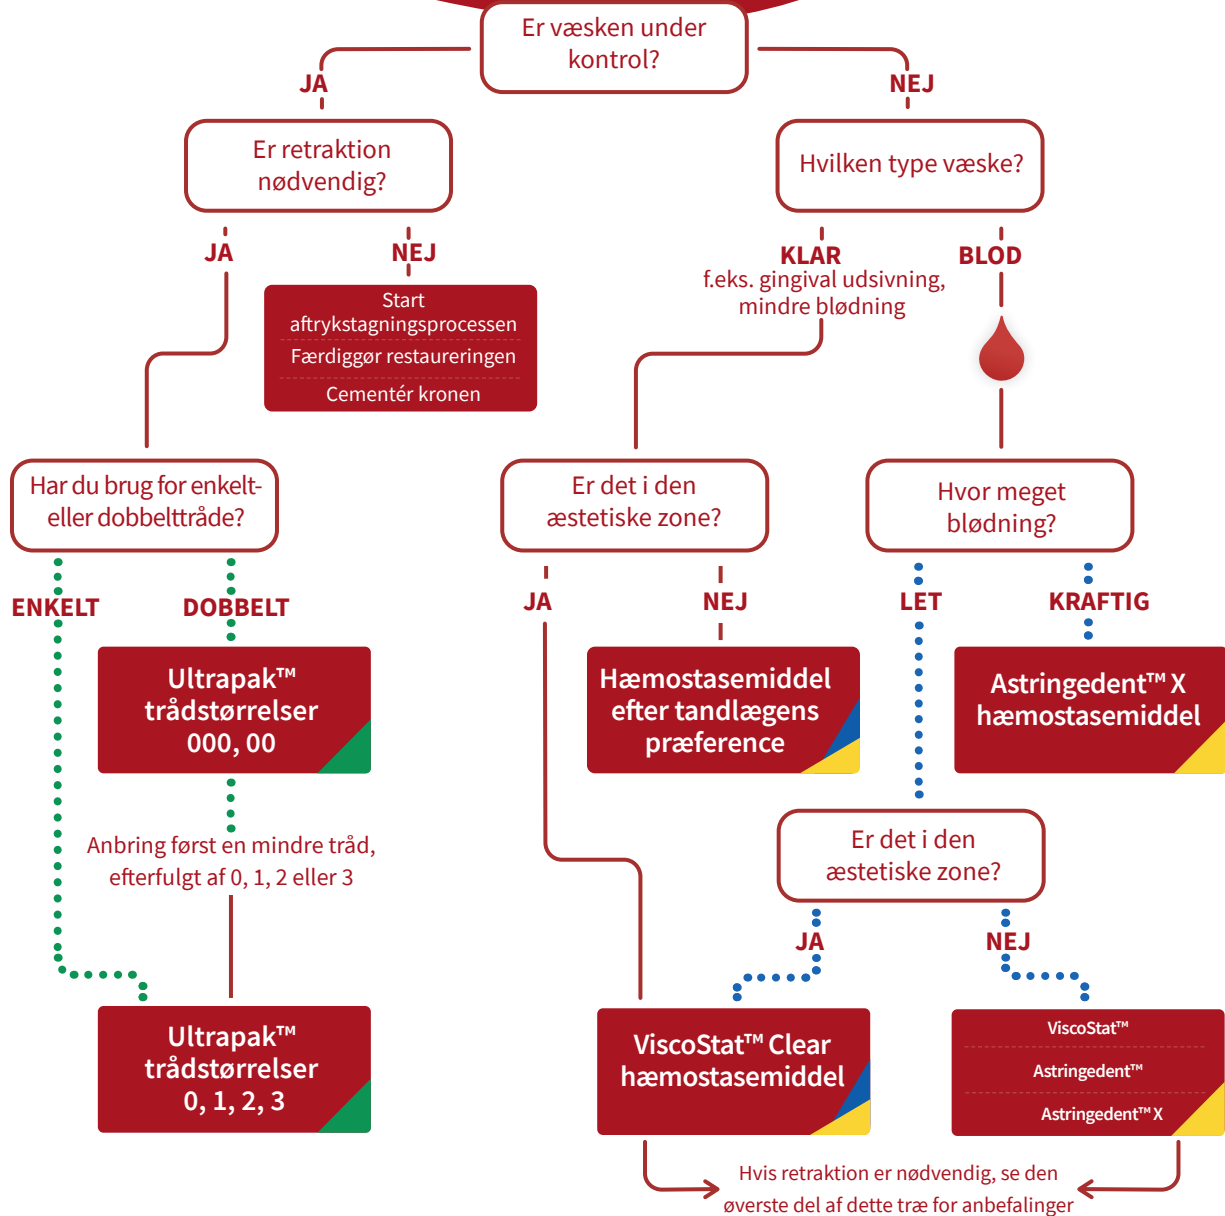 Er væsken under
kontrol?
JA
NEJ
Er retraktion
nødvendig?
Hvilken type væske?
JA
NEJ
KLAR
f.eks. gingival udsivning,
mindre blødning
BLOD
Start
aftrykstagningsprocessen
Færdiggør restaureringen
Cementér kronen
Har du brug for enkelt-
eller dobbelttråde?
Er det i den
æstetiske zone?
Hvor meget
blødning?
ENKELT
DOBBELT
JA
NEJ
LET
KRAFTIG
Ultrapak™
trådstørrelser
000, 00
Hæmostasemiddel
efter tandlægens
præference
Astringedent™ X
hæmostasemiddel
Anbring først en mindre tråd,
efterfulgt af 0, 1, 2 eller 3
Er det i den
æstetiske zone?
JA
NEJ
Ultrapak™
trådstørrelser
0, 1, 2, 3
ViscoStat™ Clear
hæmostasemiddel
ViscoStat™
Astringedent™
Astringedent™ X
Hvis retraktion er nødvendig, se den
øverste del af dette træ for anbefalinger